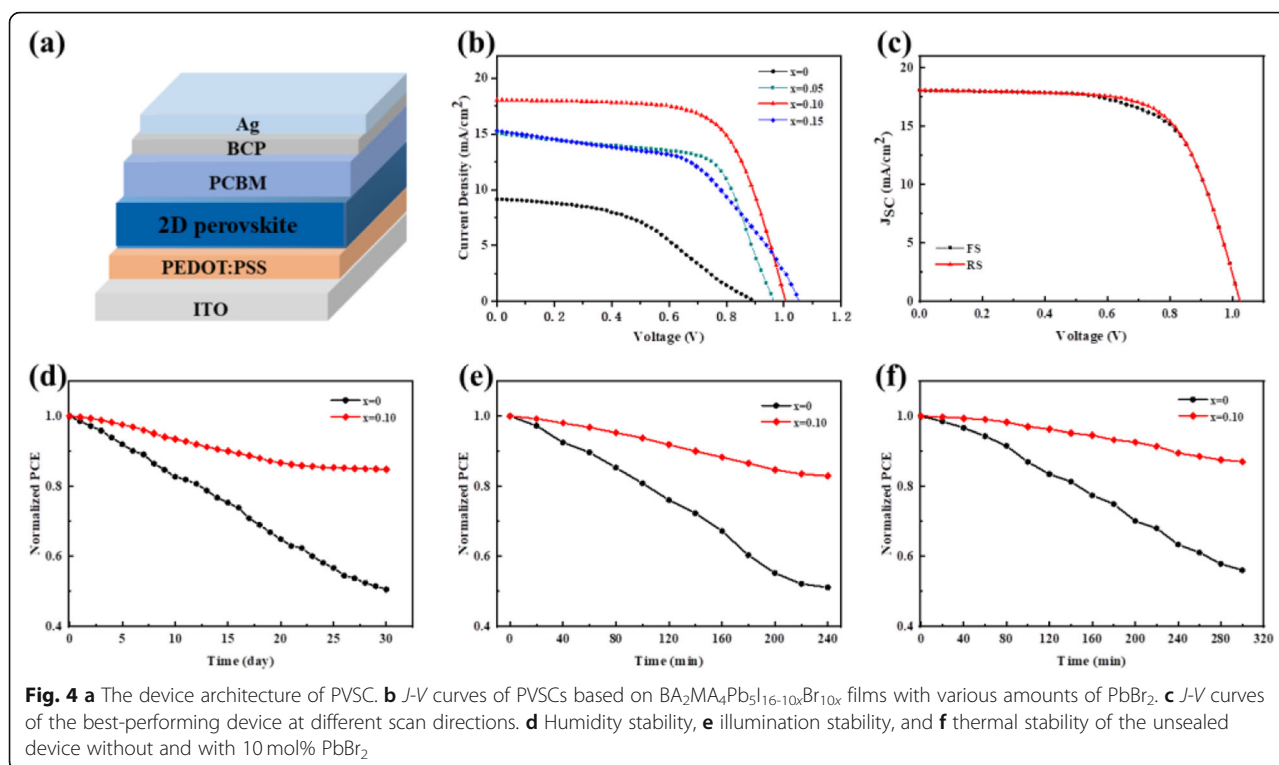 (a)
Ag
BCP
PCBM
2D perovskite
PEDOT:PSS
ITO
(b)
x=0
x=0.05
x=0.10
x=0.15
Current Density (mA/cm²)
20
15
10
5
0
0.0 0.2 0.4 0.6 0.8 1.0 1.2
Voltage (V)
(c)
J_SC (mA/cm²)
20
15
10
5
0
FS
RS
0.0 0.2 0.4 0.6 0.8 1.0
Voltage (V)
(d)
x=0
x=0.10
Normalized PCE
1.0
0.8
0.6
0.4
0 5 10 15 20 25 30
Time (day)
(e)
x=0
x=0.10
Normalized PCE
1.0
0.8
0.6
0.4
0 40 80 120 160 200 240
Time (min)
(f)
x=0
x=0.10
Normalized PCE
1.0
0.8
0.6
0.4
0 40 80 120 160 200 240 280 320
Time (min)
Fig. 4 a The device architecture of PVSC. b J-V curves of PVSCs based on BA₂MA₄Pb₅I₁₆₋₁₀ₓBr₁₀ₓ films with various amounts of PbBr₂. c J-V curves
of the best-performing device at different scan directions. d Humidity stability, e illumination stability, and f thermal stability of the unsealed
device without and with 10 mol% PbBr₂